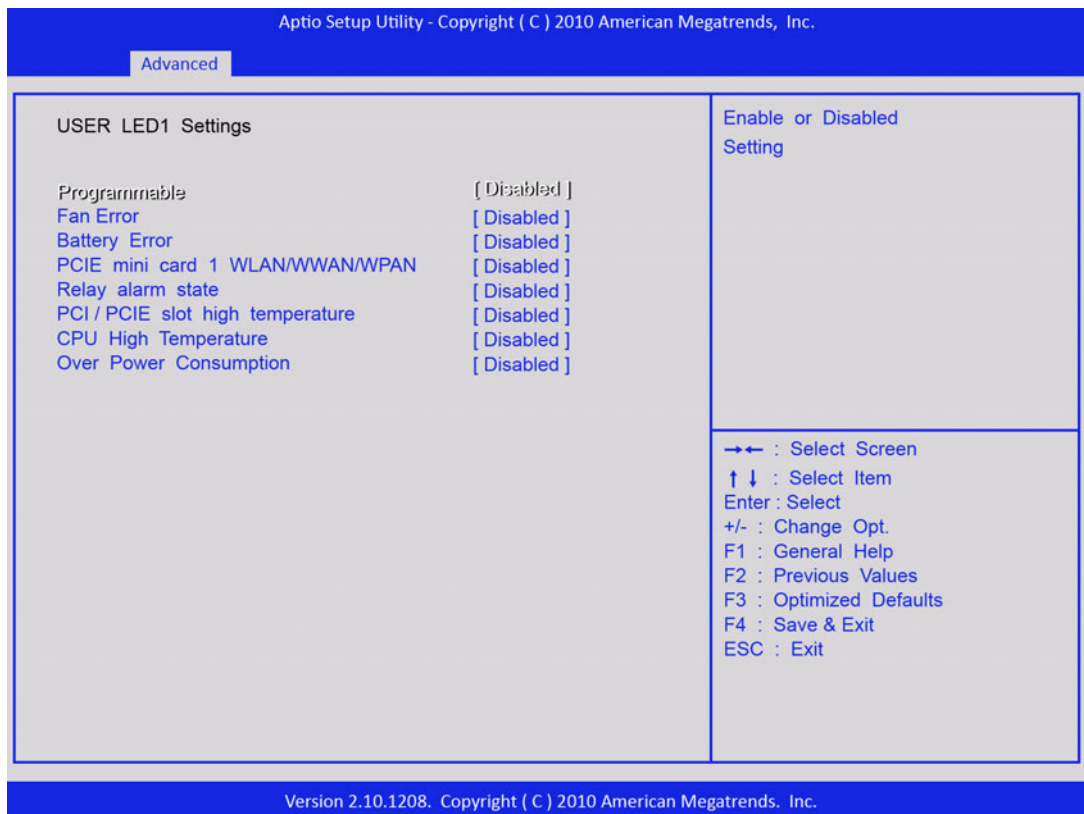 Aptio Setup Utility - Copyright ( C ) 2010 American Megatrends, Inc.
Advanced
USER LED1 Settings
Programmable [ Disabled ]
Fan Error [ Disabled ]
Battery Error [ Disabled ]
PCIE mini card 1 WLAN/WWAN/WPAN [ Disabled ]
Relay alarm state [ Disabled ]
PCI / PCIE slot high temperature [ Disabled ]
CPU High Temperature [ Disabled ]
Over Power Consumption [ Disabled ]
Enable or Disabled
Setting
→← : Select Screen
↑↓ : Select Item
Enter : Select
+/- : Change Opt.
F1 : General Help
F2 : Previous Values
F3 : Optimized Defaults
F4 : Save & Exit
ESC : Exit
Version 2.10.1208. Copyright ( C ) 2010 American Megatrends. Inc.